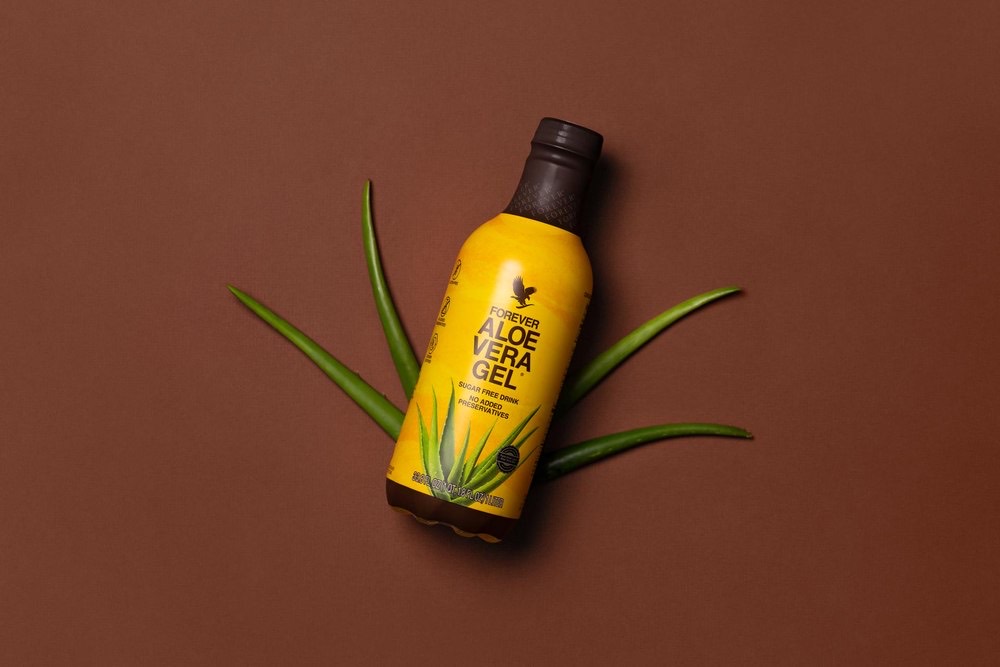 FOREVER
ALOE
VERA
GEL®
SUGAR FREE DRINK
NO ADDED
PRESERVATIVES